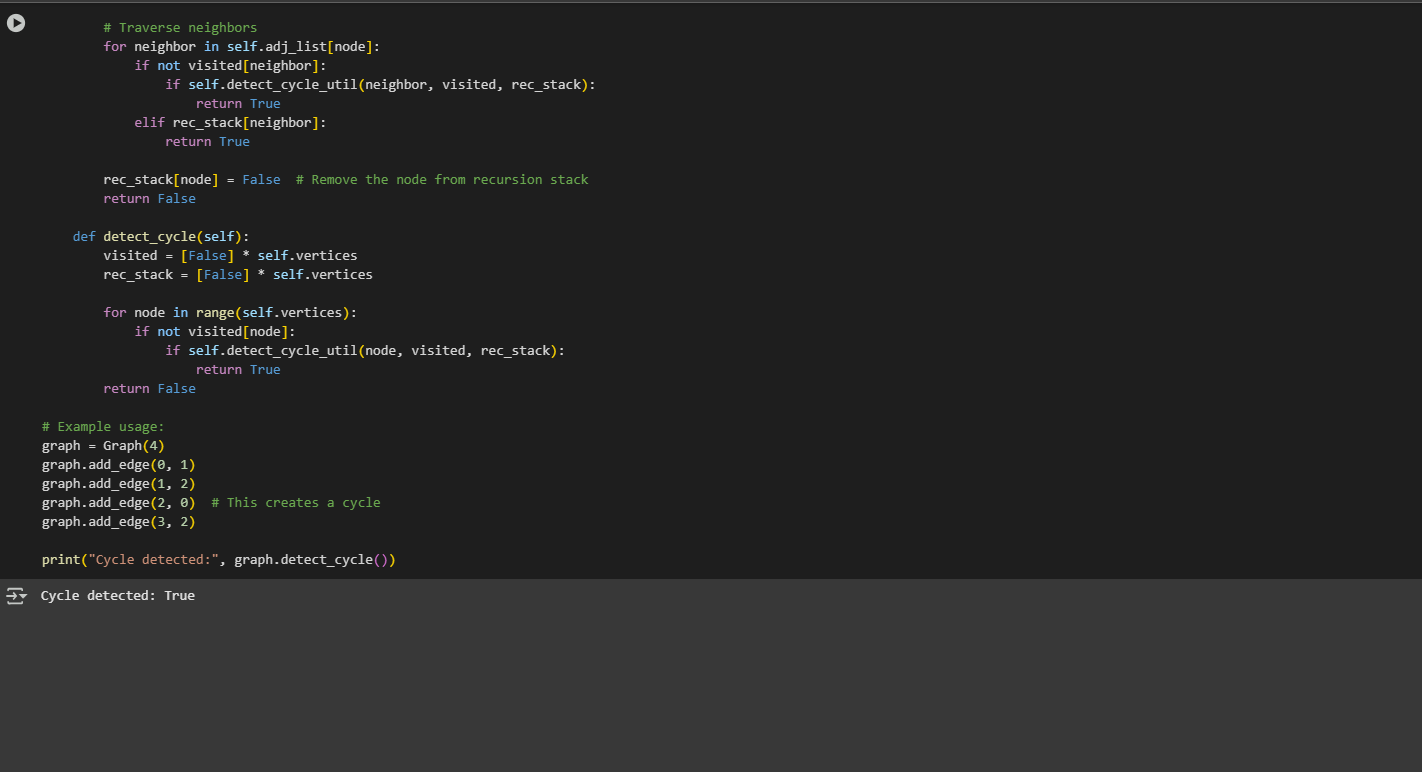 # Traverse neighbors
        for neighbor in self.adj_list[node]:
            if not visited[neighbor]:
                if self.detect_cycle_util(neighbor, visited, rec_stack):
                    return True
            elif rec_stack[neighbor]:
                return True

        rec_stack[node] = False  # Remove the node from recursion stack
        return False

    def detect_cycle(self):
        visited = [False] * self.vertices
        rec_stack = [False] * self.vertices

        for node in range(self.vertices):
            if not visited[node]:
                if self.detect_cycle_util(node, visited, rec_stack):
                    return True
        return False

# Example usage:
graph = Graph(4)
graph.add_edge(0, 1)
graph.add_edge(1, 2)
graph.add_edge(2, 0)  # This creates a cycle
graph.add_edge(3, 2)

print("Cycle detected:", graph.detect_cycle())
Cycle detected: True